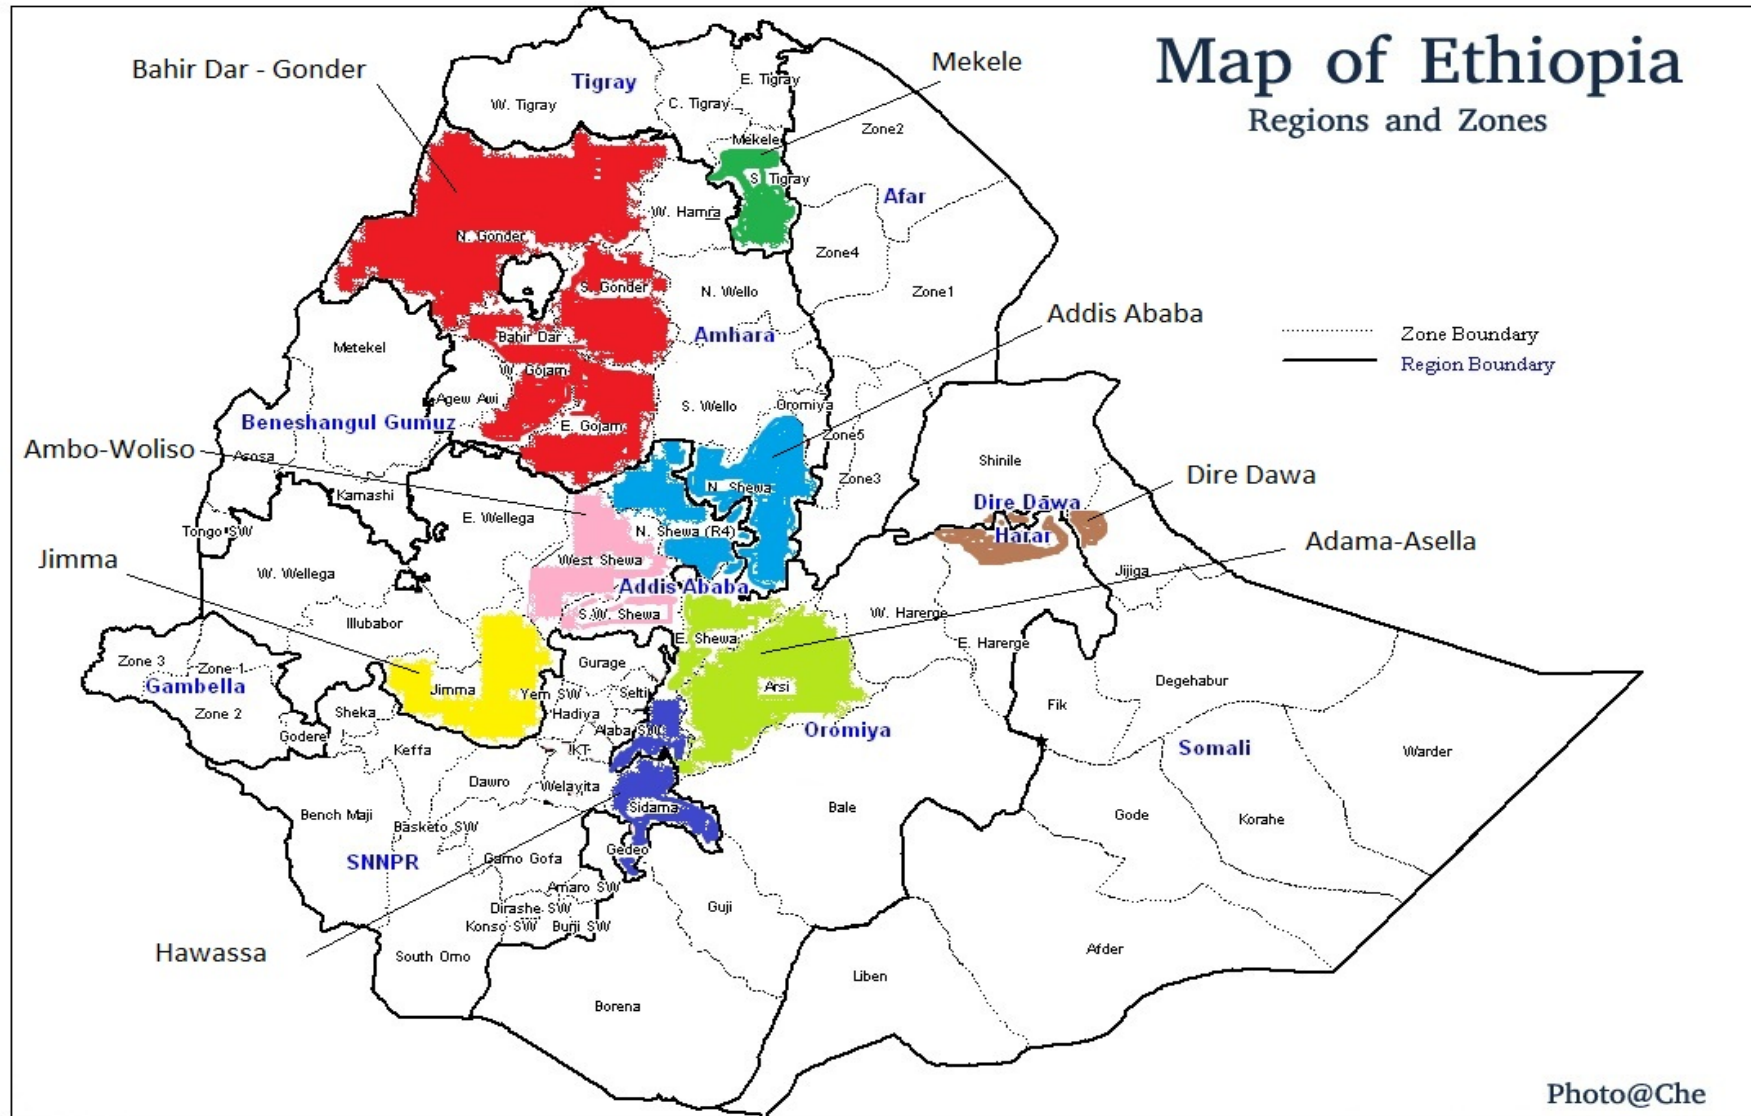 Map of Ethiopia
Regions and Zones
Bahir Dar - Gonder
Mekele
Tigray
W. Tigray
C. Tigray
E. Tigray
Mekele
S. Tigray
Zone2
Afar
W. Hamra
N. Gonder
Zone4
Zone1
S. Gonder
N. Wello
Addis Ababa
Bahir Dar
Amhara
Metekel
Zone Boundary
Region Boundary
W. Gojam
Agew Awi
S. Wello
Oromiya
Beneshangul Gumuz
E. Gojam
Zone5
Ambo-Woliso
Asosa
Shinile
Dire Dawa
Kamashi
N. Shewa
Zone3
Dire Dawa
E. Wellega
Tongo SW
N. Shewa (R4)
Harar
Adama-Asella
Jimma
W. Wellega
West Shewa
Addis Ababa
Jijiga
S.W. Shewa
W. Harerge
Illubabor
E. Shewa
E. Harerge
Zone 3
Zone 1
Gurage
Gambella
Jimma
Yem SW
Selti
Arsi
Degehabur
Zone 2
Sheka
Hadiya
Fik
Godere
Keffa
Alaba SW
Oromiya
KT
Somali
Warder
Dawro
Welayita
Bench Maji
Sidama
Bale
Gode
Korahe
Basketo SW
SNNPR
Gamo Gofa
Gedeo
Amaro SW
Dirashe SW
Guji
Konso SW
Burji SW
Hawassa
South Omo
Afder
Liben
Borena
Photo@Che